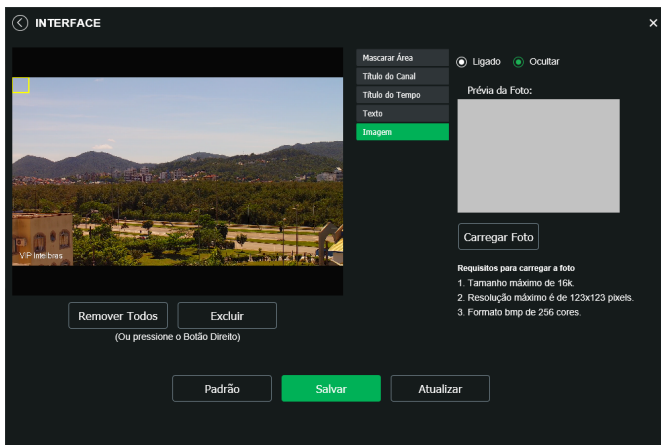 INTERFACE
Mascarar Área
Título do Canal
Título do Tempo
Texto
Imagem
Ligado
Ocultar
Prévia da Foto:
Carregar Foto
Requisitos para carregar a foto
1. Tamanho máximo de 16k.
2. Resolução máximo é de 123x123 pixels.
3. Formato bmp de 256 cores.
VIP Intelbras
Remover Todos
Excluir
(Ou pressione o Botão Direito)
Padrão
Salvar
Atualizar